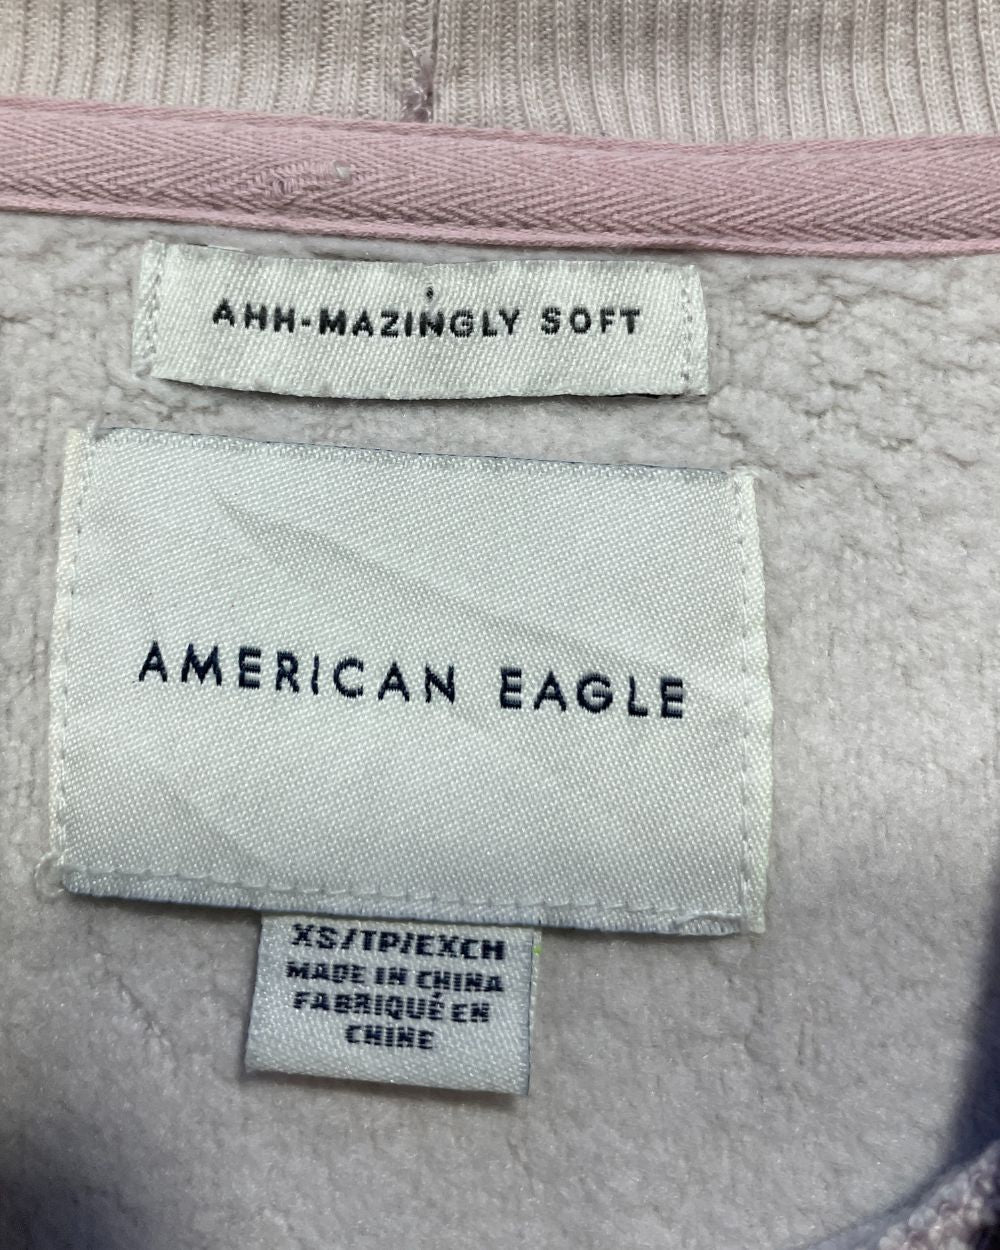 AHH-MAZINGLY SOFT
AMERICAN EAGLE
XS/TP/EXCH
MADE IN CHINA
FABRIQUÉ EN
CHINE